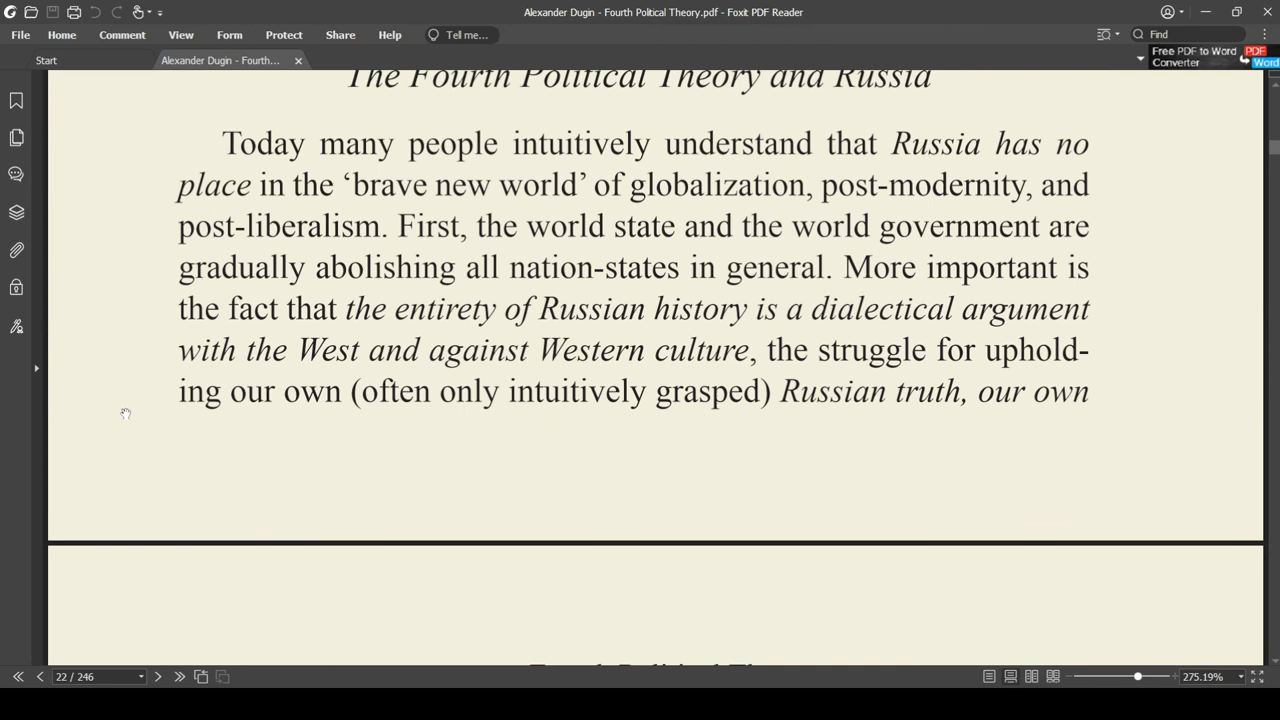 Alexander Dugin - Fourth Political Theory.pdf - Foxit PDF Reader
File Home Comment View Form Protect Share Help Tell me... Find
Start Alexander Dugin - Fourth... Free PDF to Word PDF
Converter Word
The Fourth Political Theory and Russia
Today many people intuitively understand that Russia has no
place in the ‘brave new world’ of globalization, post-modernity, and
post-liberalism. First, the world state and the world government are
gradually abolishing all nation-states in general. More important is
the fact that the entirety of Russian history is a dialectical argument
with the West and against Western culture, the struggle for uphold-
ing our own (often only intuitively grasped) Russian truth, our own
22 / 246 275.19%